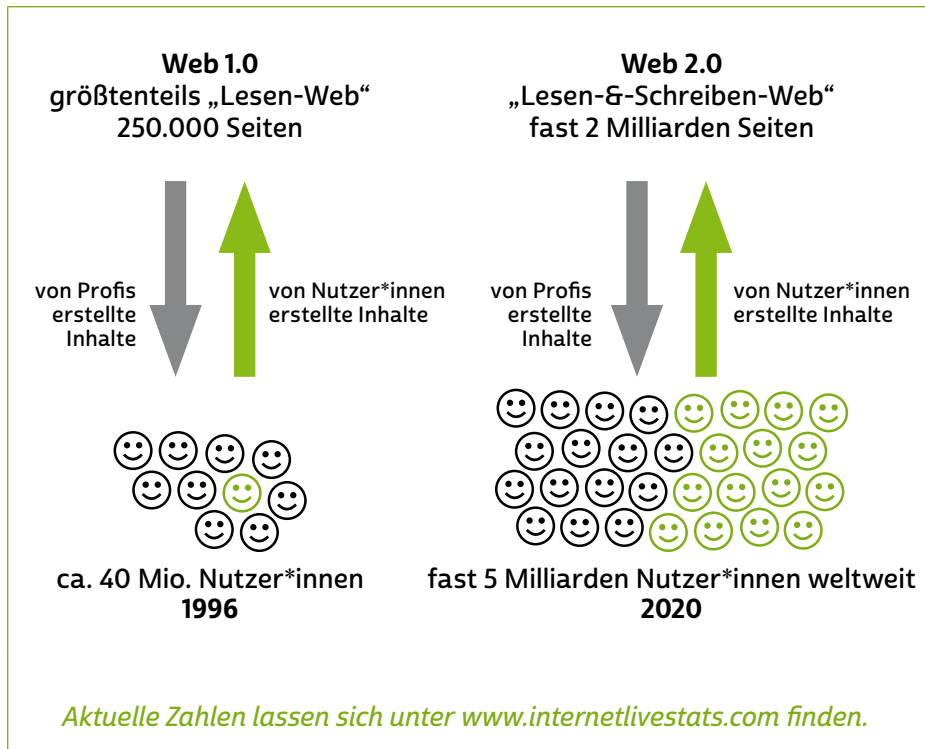 Web 1.0
größtenteils „Lesen-Web“
250.000 Seiten
von Profis
erstellte
Inhalte
von Nutzer*innen
erstellte Inhalte
ca. 40 Mio. Nutzer*innen
1996
Web 2.0
„Lesen-&-Schreiben-Web“
fast 2 Milliarden Seiten
von Profis
erstellte
Inhalte
von Nutzer*innen
erstellte Inhalte
fast 5 Milliarden Nutzer*innen weltweit
2020
Aktuelle Zahlen lassen sich unter www.internetlivestats.com finden.